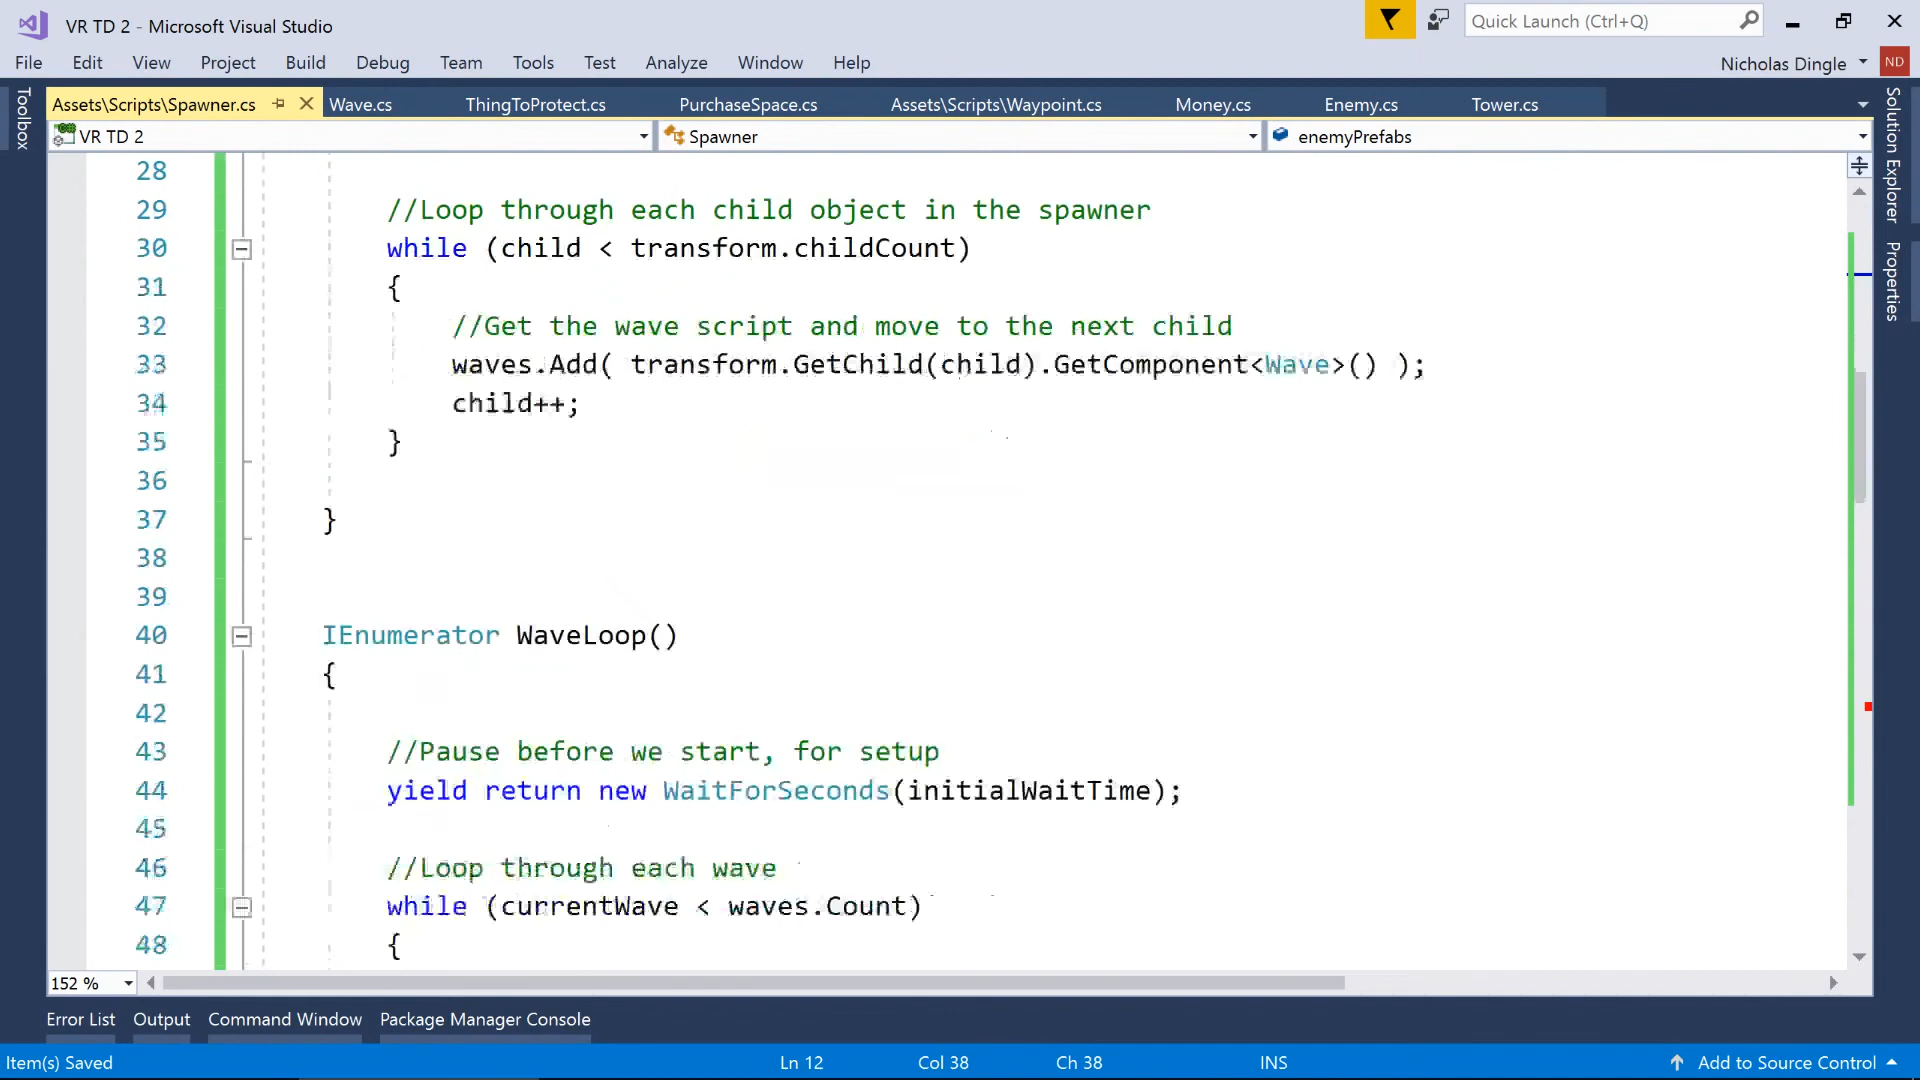 VR TD 2 - Microsoft Visual Studio
Quick Launch (Ctrl+Q)
File Edit View Project Build Debug Team Tools Test Analyze Window Help
Nicholas Dingle ND
Toolbox
Assets\Scripts\Spawner.cs Wave.cs ThingToProtect.cs PurchaseSpace.cs Assets\Scripts\Waypoint.cs Money.cs Enemy.cs Tower.cs
VR TD 2 Spawner enemyPrefabs
Solution Explorer
Properties
28
29 //Loop through each child object in the spawner
30 while (child < transform.childCount)
31 {
32 //Get the wave script and move to the next child
33 waves.Add( transform.GetChild(child).GetComponent<Wave>() );
34 child++;
35 }
36
37 }
38
39
40 IEnumerator WaveLoop()
41 {
42
43 //Pause before we start, for setup
44 yield return new WaitForSeconds(initialWaitTime);
45
46 //Loop through each wave
47 while (currentWave < waves.Count)
48 {
152 %
Error List Output Command Window Package Manager Console
Item(s) Saved Ln 12 Col 38 Ch 38 INS Add to Source Control